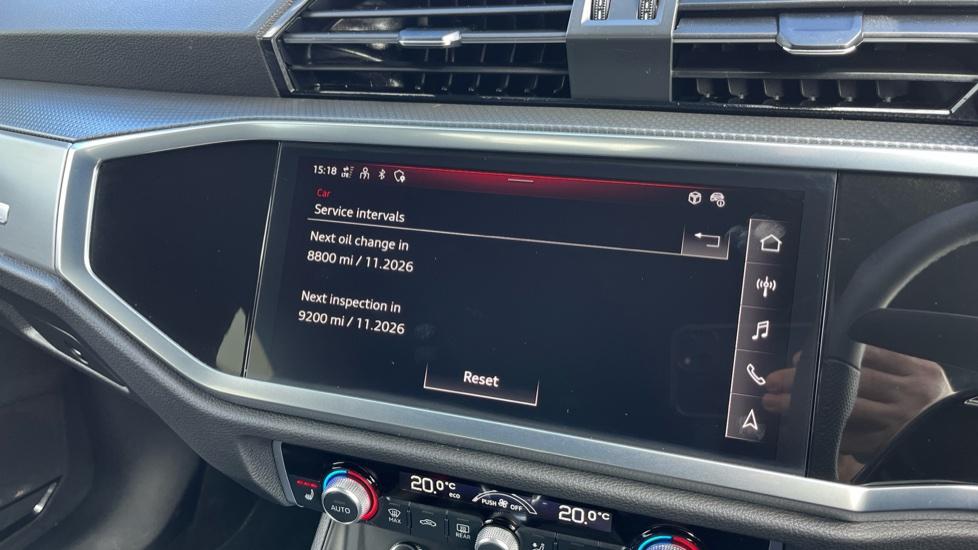 15:18
Car
Service intervals
Next oil change in
8800 mi / 11.2026
Next inspection in
9200 mi / 11.2026
Reset
20.0°C
eco
PUSH OFF
20.0°C
AUTO
MAX
REAR